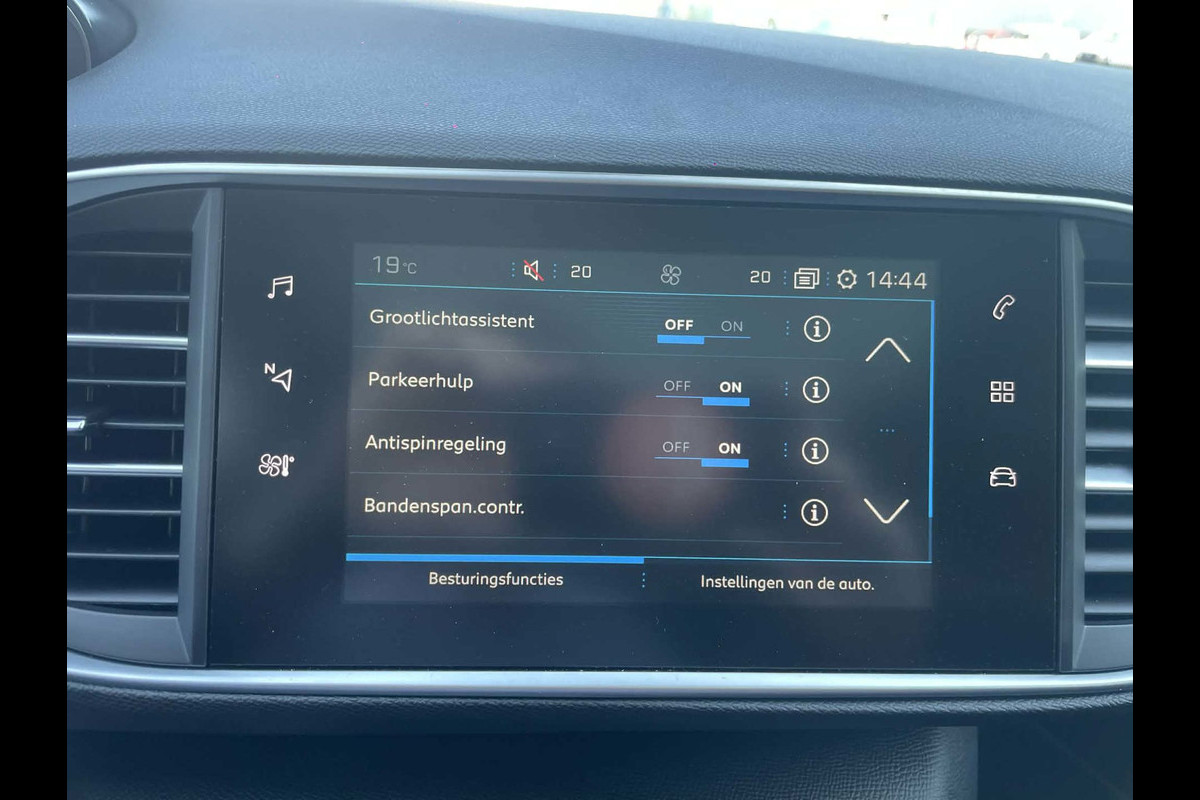 19°C 20 20 14:44
Grootlichtassistent OFF ON
Parkeerhulp OFF ON
Antispinregeling OFF ON
Bandenspan.contr.
Besturingsfuncties Instellingen van de auto.
N